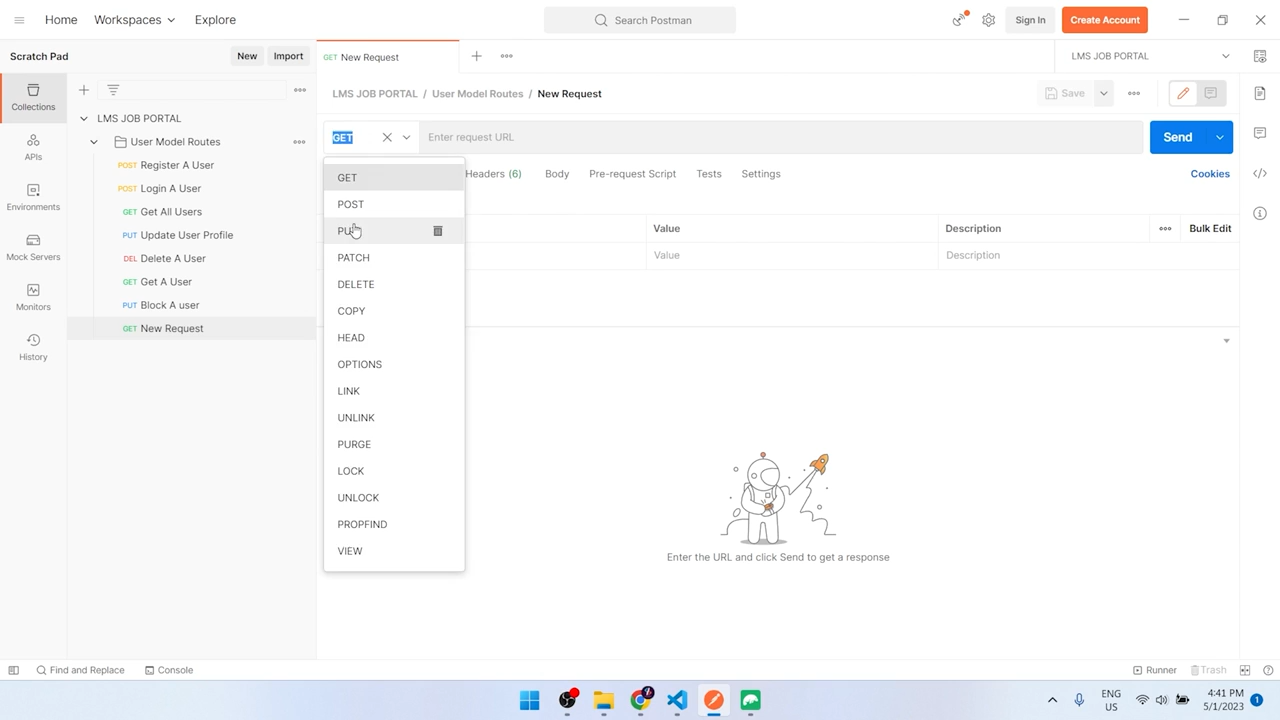 Home Workspaces Explore Search Postman Sign In Create Account
Scratch Pad New Import GET New Request LMS JOB PORTAL
Collections
APIs
Environments
Mock Servers
Monitors
History
LMS JOB PORTAL
User Model Routes
POST Register A User
POST Login A User
GET Get All Users
PUT Update User Profile
DEL Delete A User
GET Get A User
PUT Block A user
GET New Request
LMS JOB PORTAL / User Model Routes / New Request Save
GET Enter request URL Send
Headers (6) Body Pre-request Script Tests Settings Cookies
Value Description Bulk Edit
Value Description
GET
POST
PUT
PATCH
DELETE
COPY
HEAD
OPTIONS
LINK
UNLINK
PURGE
LOCK
UNLOCK
PROPFIND
VIEW
Enter the URL and click Send to get a response
Find and Replace Console Runner Trash
ENG
US
4:41 PM
5/1/2023
1